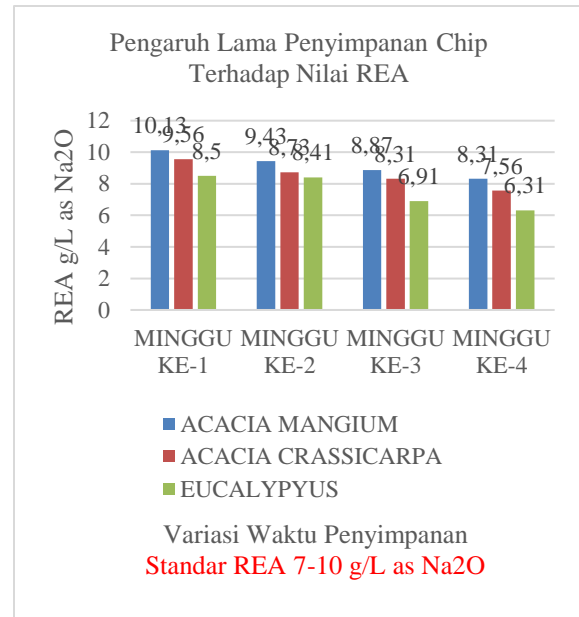 Pengaruh Lama Penyimpanan Chip
Terhadap Nilai REA
REA g/L as Na2O
12
10
8
6
4
2
0
10,13
9,56
8,5
9,43
8,73
8,41
8,87
8,31
6,91
8,31
7,56
6,31
MINGGU KE-1
MINGGU KE-2
MINGGU KE-3
MINGGU KE-4
ACACIA MANGIUM
ACACIA CRASSICARPA
EUCALYPYUS
Variasi Waktu Penyimpanan
Standar REA 7-10 g/L as Na2O